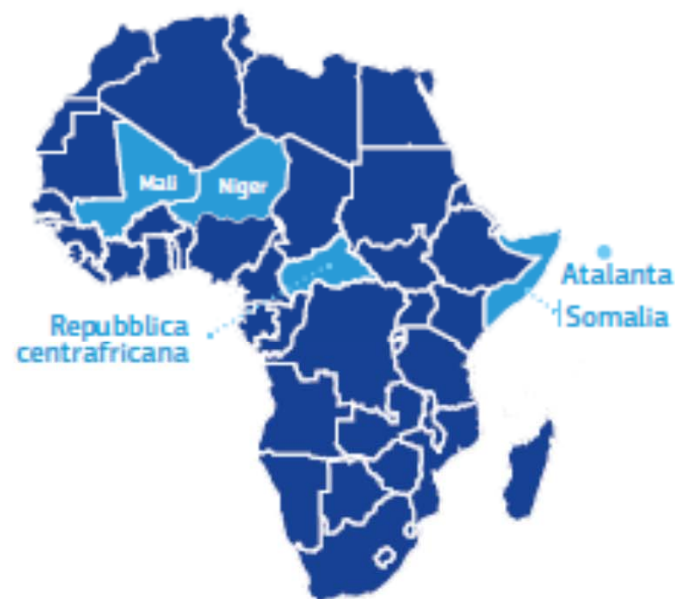 Mali
Niger
Atalanta
Somalia
Repubblica
centrafricana